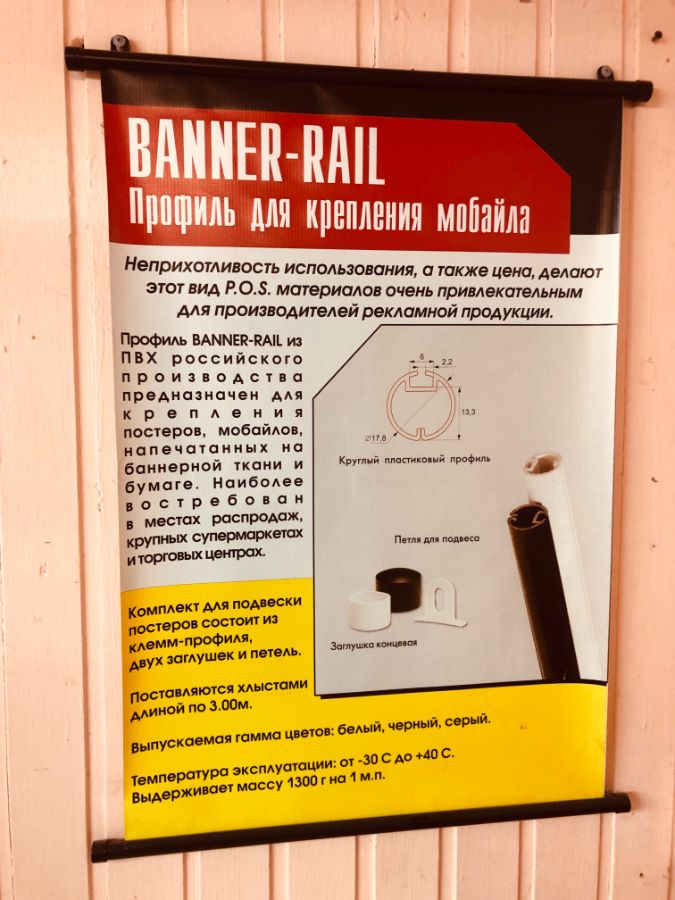 BANNER-RAIL
Профиль для крепления мобайла
Неприхотливость использования, а также цена, делают
этот вид P.O.S. материалов очень привлекательным
для производителей рекламной продукции.
Профиль BANNER-RAIL из
ПВХ российского
производства
предназначен для
крепления
постеров, мобайлов,
напечатанных на
баннерной ткани и
бумаге. Наиболее
востребован
в местах распродаж,
крупных супермаркетах
и торговых центрах.
6
2,2
13,3
⌀17,8
Круглый пластиковый профиль
Петля для подвеса
Заглушка концевая
Комплект для подвески
постеров состоит из
клемм-профиля,
двух заглушек и петель.
Поставляются хлыстами
длиной по 3.00м.
Выпускаемая гамма цветов: белый, черный, серый.
Температура эксплуатации: от -30 С до +40 С.
Выдерживает массу 1300 г на 1 м.п.